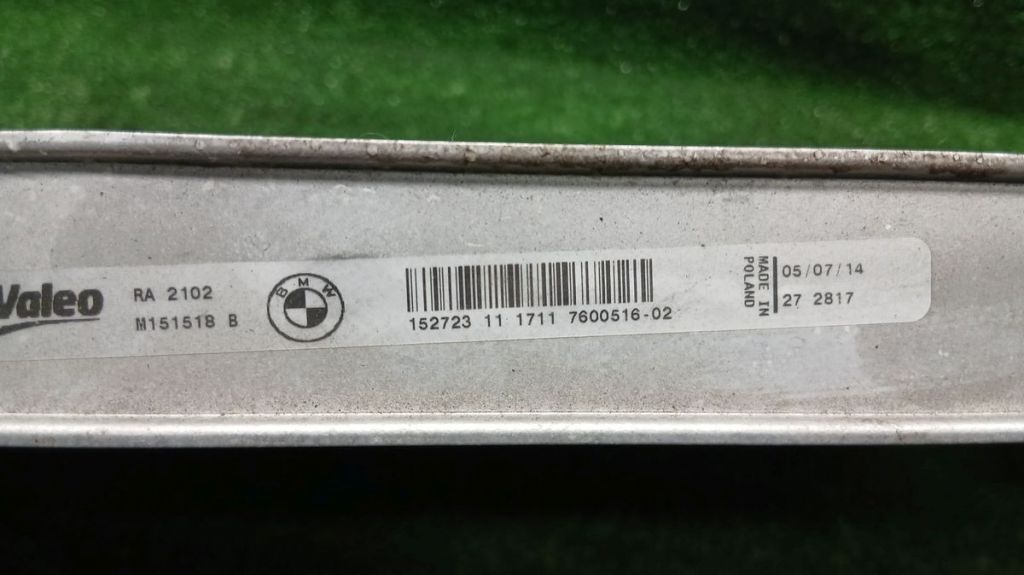 Valeo
RA 2102
M151518 B
BMW
152723 11 1711 7600516-02
MADE IN
POLAND
05/07/14
27 2817